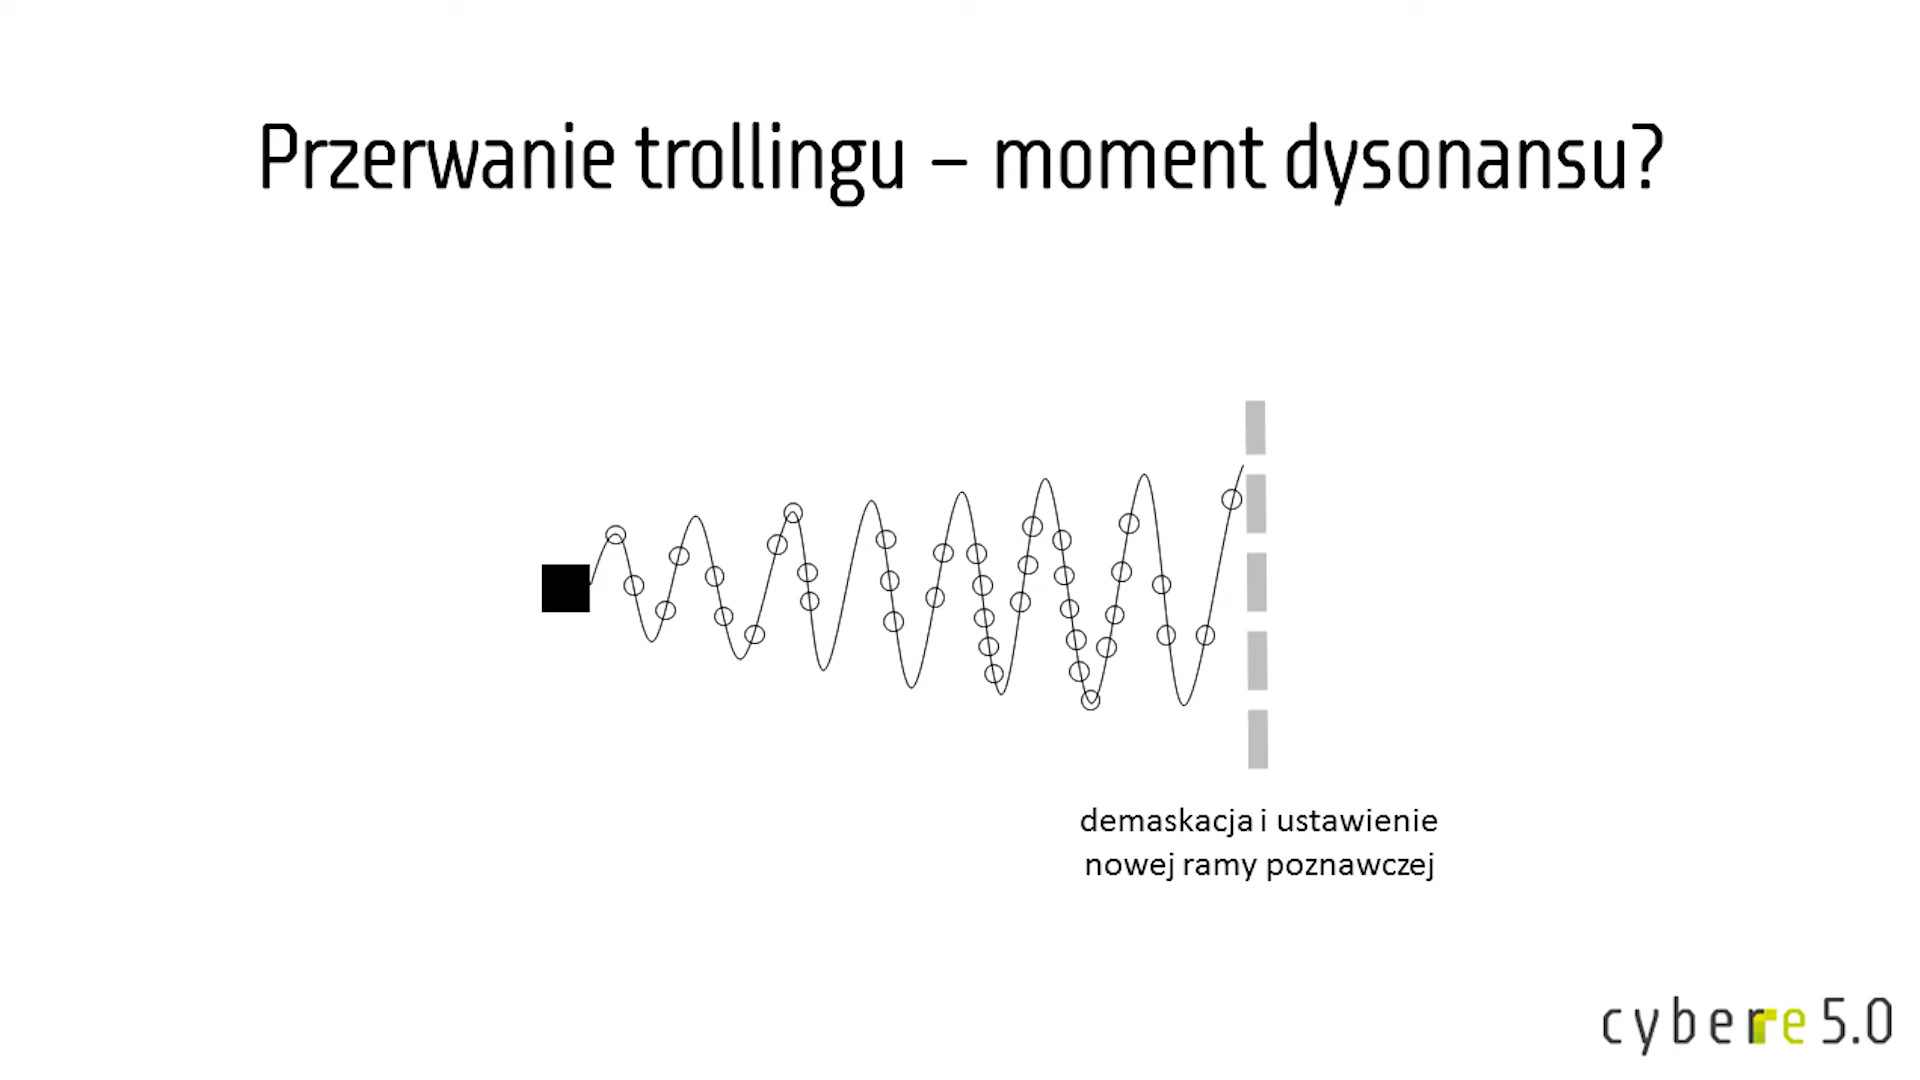 Przerwanie trollingu – moment dysonansu?
demaskacja i ustawienie
nowej ramy poznawczej
cyberre 5.0